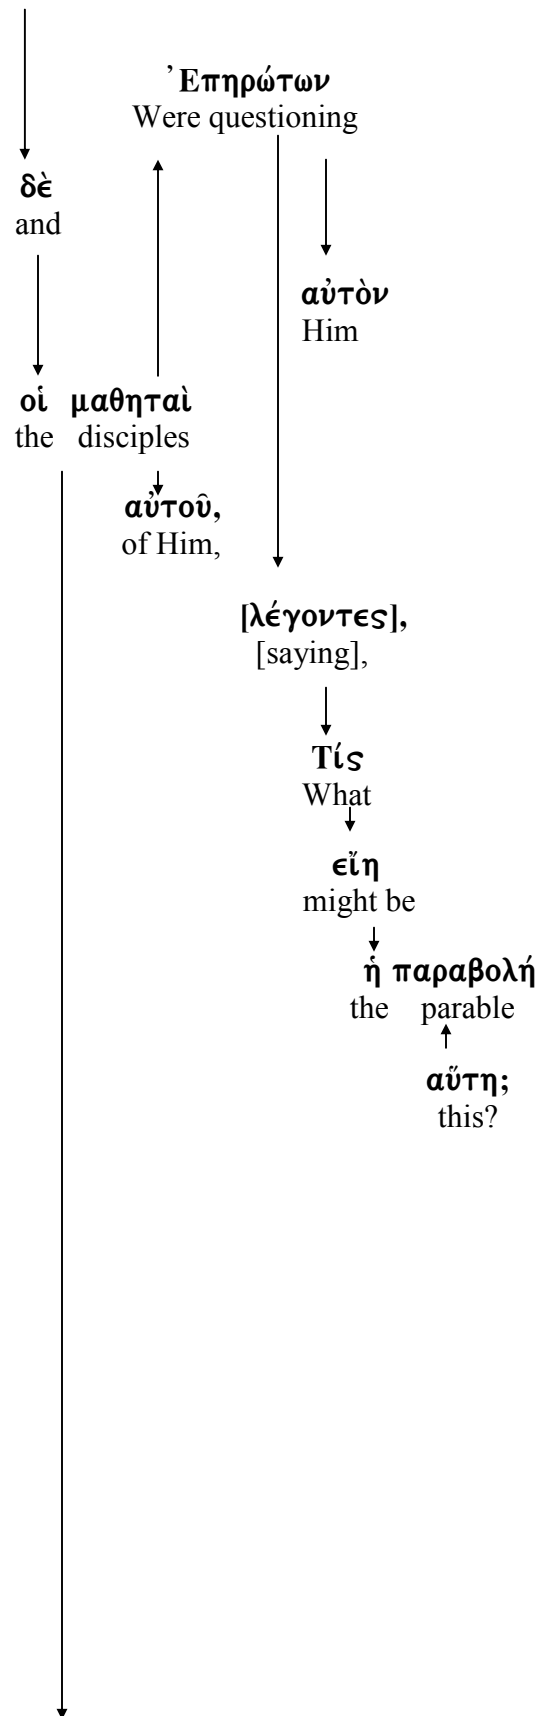 Ἐπηρώτων
Were questioning
δὲ
and
αὐτὸν
Him
οἱ μαθηταὶ
the disciples
αὐτοῦ,
of Him,
[λέγοντες],
[saying],
Τίς
What
εἴη
might be
ἡ παραβολή
the parable
αὕτη;
this?